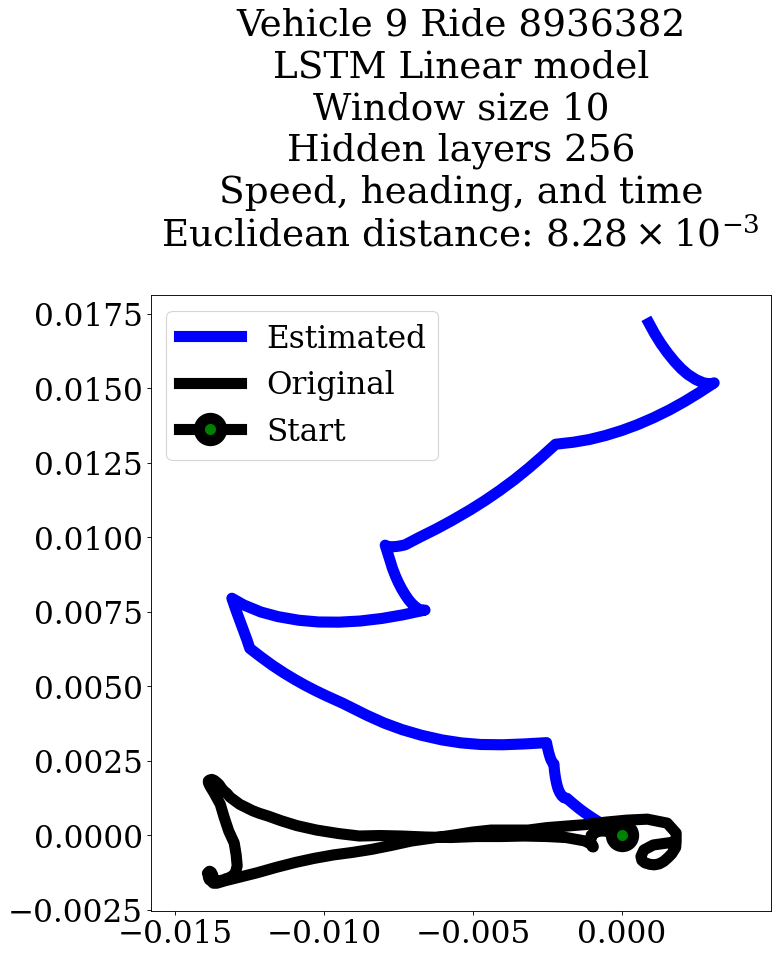 Vehicle 9 Ride 8936382
LSTM Linear model
Window size 10
Hidden layers 256
Speed, heading, and time
Euclidean distance: 8.28 × 10⁻³
0.0175
0.0150
0.0125
0.0100
0.0075
0.0050
0.0025
0.0000
−0.0025
Estimated
Original
Start
−0.015
−0.010
−0.005
0.000